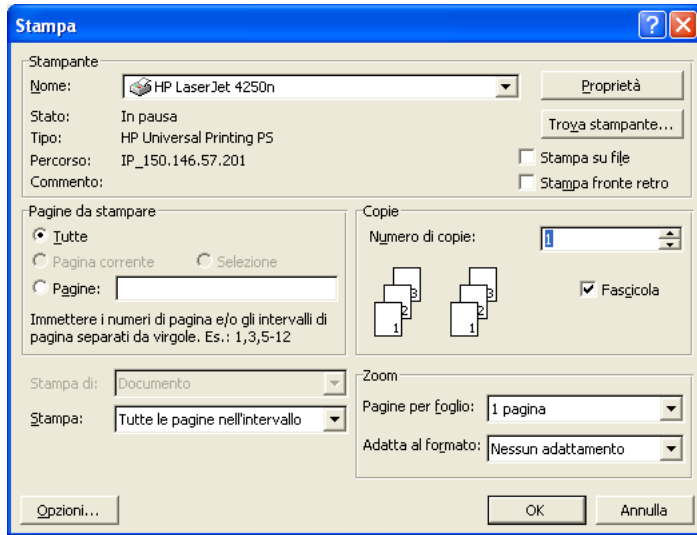 Stampa
Stampante
Nome: HP LaserJet 4250n Proprietà
Stato: In pausa
Trova stampante...
Tipo: HP Universal Printing PS
Percorso: IP_150.146.57.201 Stampa su file
Commento: Stampa fronte retro
Pagine da stampare
Tutte
Pagina corrente Selezione
Pagine:
Immettere i numeri di pagina e/o gli intervalli di
pagina separati da virgole. Es.: 1,3,5-12
Copie
Numero di copie: 1
3 3
2 2
1 1
Fascicola
Stampa di: Documento
Stampa: Tutte le pagine nell'intervallo
Zoom
Pagine per foglio: 1 pagina
Adatta al formato: Nessun adattamento
Opzioni... OK Annulla